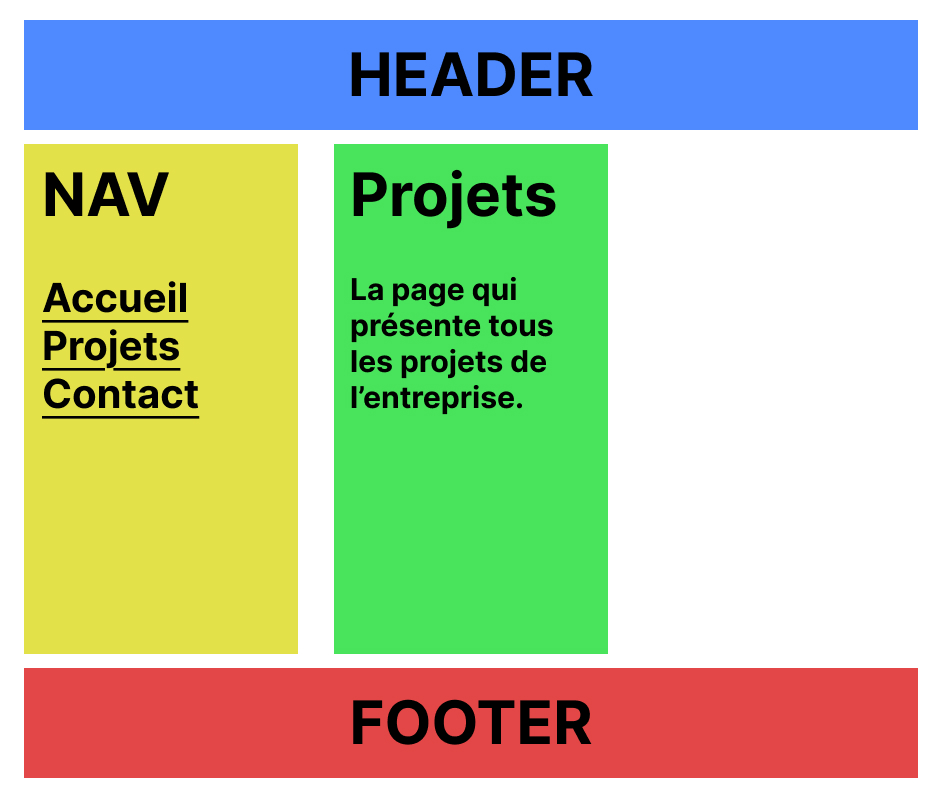 HEADER
NAV
Accueil
Projets
Contact
Projets
La page qui
présente tous
les projets de
l’entreprise.
FOOTER